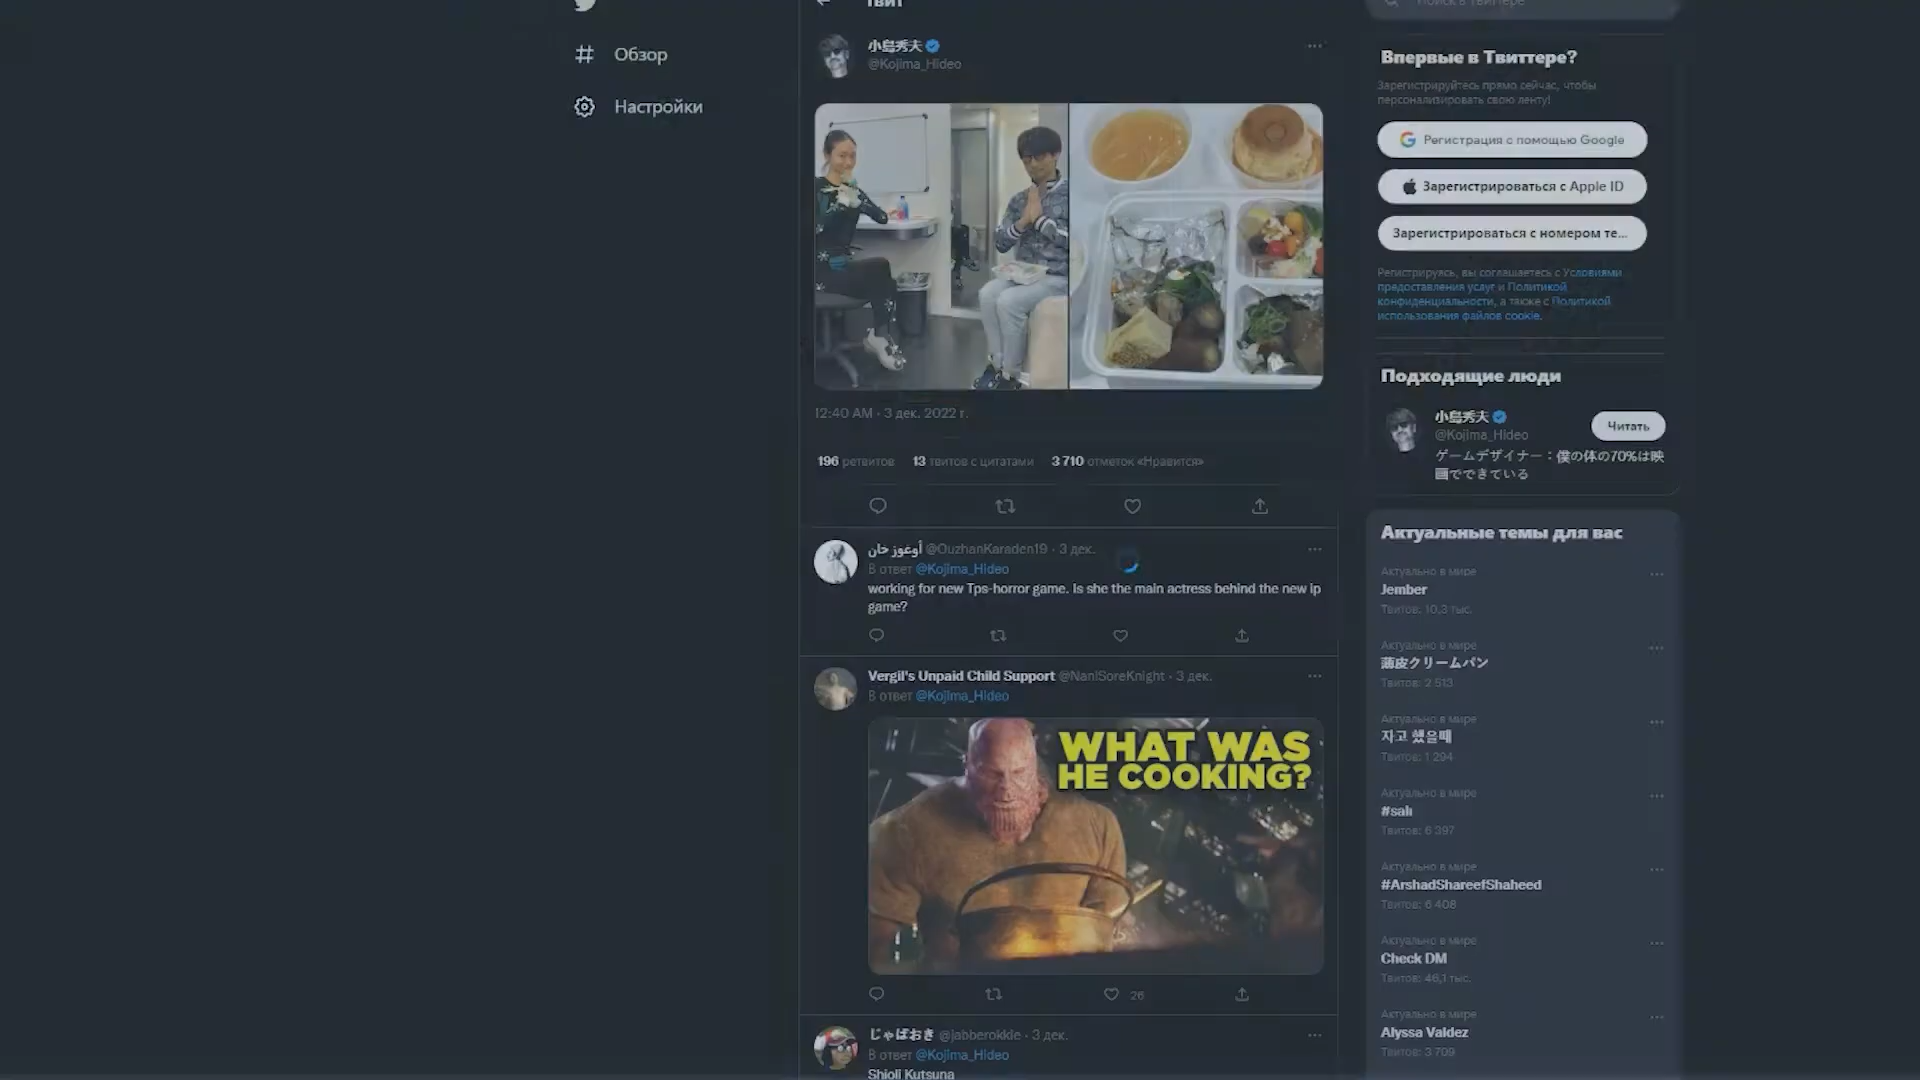 Твит
Поиск в Твиттере
Обзор
Настройки
小島秀夫
@Kojima_Hideo
12:40 AM · 3 дек. 2022 г.
196 ретвитов 13 твитов с цитатами 3 710 отметок «Нравится»
أوغوز خان @OuzhanKaraden19 · 3 дек.
В ответ @Kojima_Hideo
working for new Tps-horror game. Is she the main actress behind the new ip
game?
Vergil's Unpaid Child Support @NaniSoreKnight · 3 дек.
В ответ @Kojima_Hideo
WHAT WAS
HE COOKING?
26
じゃばおき @jabberokkie · 3 дек.
В ответ @Kojima_Hideo
Shioli Kutsuna
Впервые в Твиттере?
Зарегистрируйтесь прямо сейчас, чтобы
персонализировать свою ленту!
Регистрация с помощью Google
Зарегистрироваться с Apple ID
Зарегистрироваться с номером те...
Регистрируясь, вы соглашаетесь с Условиями
предоставления услуг и Политикой
конфиденциальности, а также с Политикой
использования файлов cookie.
Подходящие люди
小島秀夫
@Kojima_Hideo
Читать
ゲームデザイナー：僕の体の70%は映
画でできている
Актуальные темы для вас
Актуально в мире
Jember
Твитов: 10,3 тыс.
Актуально в мире
薄皮クリームパン
Твитов: 2 513
Актуально в мире
자고 했을때
Твитов: 1 294
Актуально в мире
#salı
Твитов: 6 397
Актуально в мире
#ArshadShareefShaheed
Твитов: 6 408
Актуально в мире
Check DM
Твитов: 46,1 тыс.
Актуально в мире
Alyssa Valdez
Твитов: 3 709